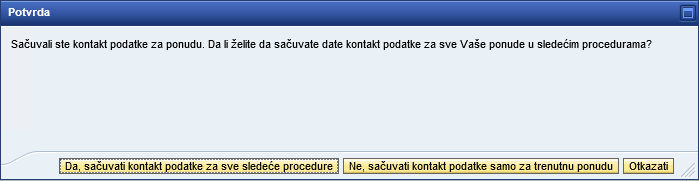 Potvrda
Sačuvali ste kontakt podatke za ponudu. Da li želite da sačuvate date kontakt podatke za sve Vaše ponude u sledećim procedurama?
Da, sačuvati kontakt podatke za sve sledeće procedure
Ne, sačuvati kontakt podatke samo za trenutnu ponudu
Otkazati